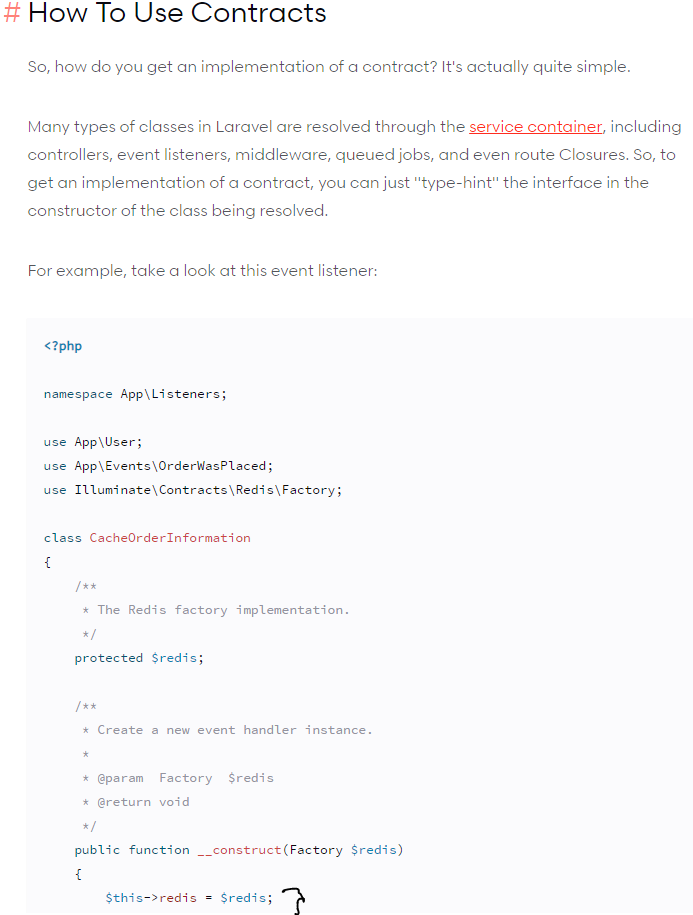 # How To Use Contracts
So, how do you get an implementation of a contract? It's actually quite simple.
Many types of classes in Laravel are resolved through the service container, including
controllers, event listeners, middleware, queued jobs, and even route Closures. So, to
get an implementation of a contract, you can just "type-hint" the interface in the
constructor of the class being resolved.
For example, take a look at this event listener:
<?php
namespace App\Listeners;
use App\User;
use App\Events\OrderWasPlaced;
use Illuminate\Contracts\Redis\Factory;
class CacheOrderInformation
{
    /**
     * The Redis factory implementation.
     */
    protected $redis;
    /**
     * Create a new event handler instance.
     *
     * @param  Factory  $redis
     * @return void
     */
    public function __construct(Factory $redis)
    {
        $this->redis = $redis; }